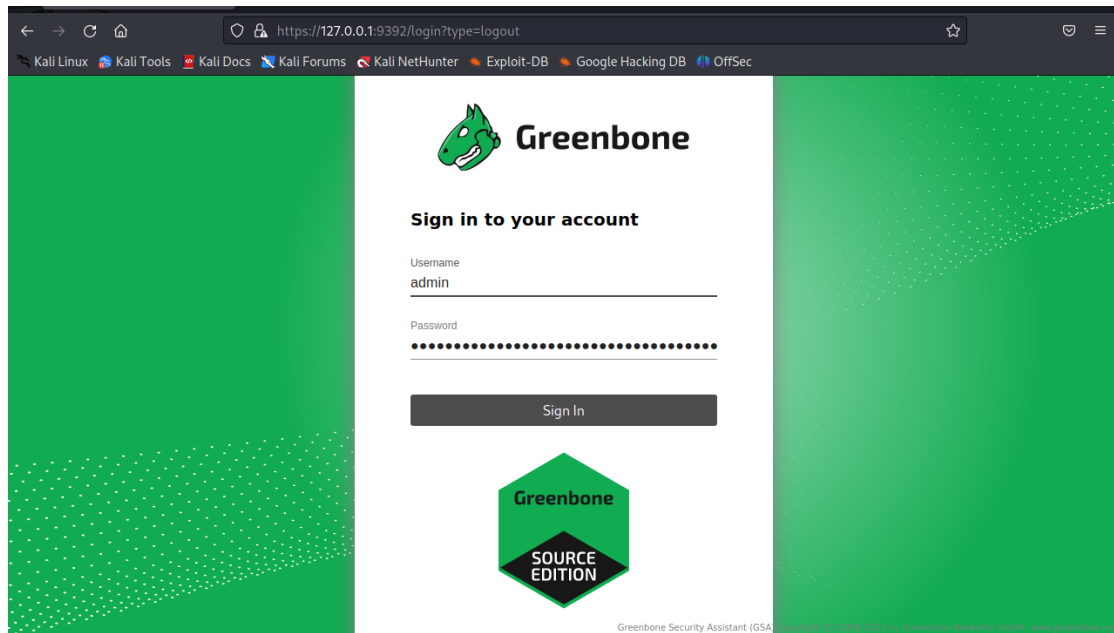 https://127.0.0.1:9392/login?type=logout
Kali Linux Kali Tools Kali Docs Kali Forums Kali NetHunter Exploit-DB Google Hacking DB OffSec
Greenbone
Sign in to your account
Username
admin
Password
Sign In
Greenbone
SOURCE
EDITION
Greenbone Security Assistant (GSA)